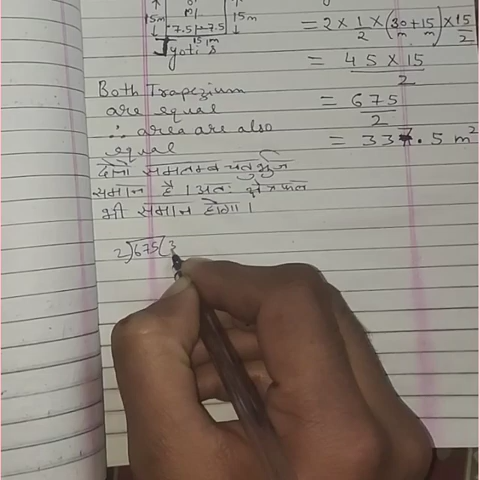 15m
15m
7.5 7.5
15m
Jyoti's
= 2 × 1/2 × (30m + 15m) × 15/2
= 45 × 15 / 2
= 675 / 2
= 337.5 m²
Both Trapezium
are equal
∴ area are also
equal
दोनो समलम्ब चतुर्भुज
समान है । अतः क्षेत्रफल
भी समान होगा ।
2)675(3